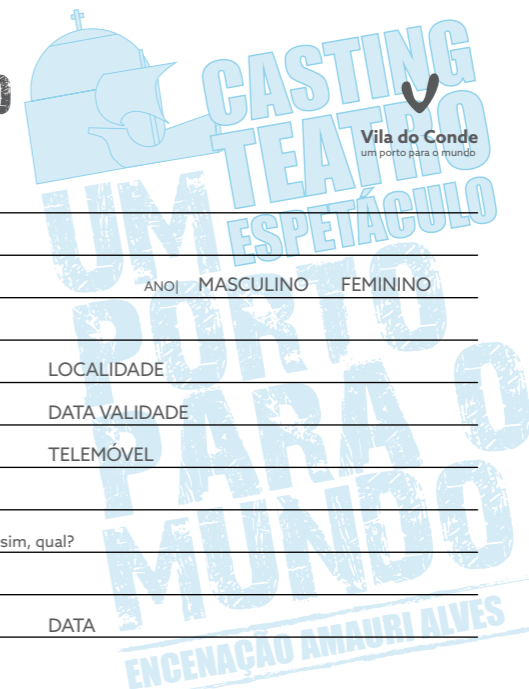 CASTING
TEATRO
ESPETÁCULO
Vila do Conde
um porto para o mundo
UM
PORTO
PARA O
MUNDO
ANO| MASCULINO FEMININO
LOCALIDADE
DATA VALIDADE
TELEMÓVEL
sim, qual?
DATA
ENCENAÇÃO AMAURI ALVES